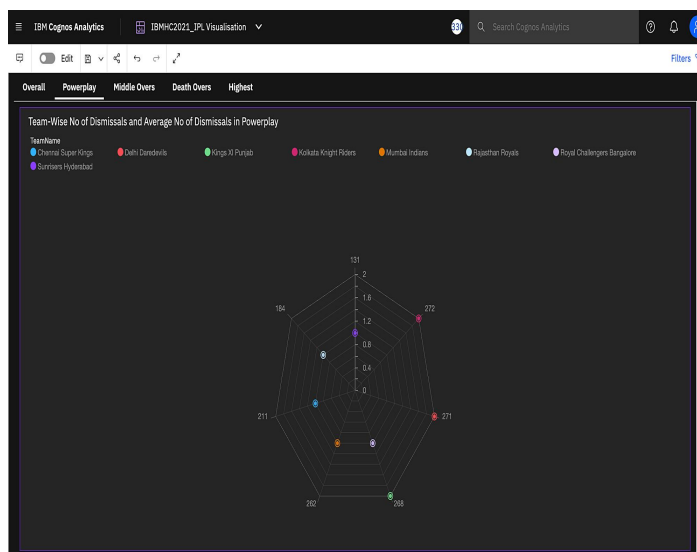 IBM Cognos Analytics
IBMHC2021_IPL Visualisation
330
Search Cognos Analytics
Edit
Filters
Overall Powerplay Middle Overs Death Overs Highest
Team-Wise No of Dismissals and Average No of Dismissals in Powerplay
TeamName
Chennai Super Kings Delhi Daredevils Kings XI Punjab Kolkata Knight Riders Mumbai Indians Rajasthan Royals Royal Challengers Bangalore
Sunrisers Hyderabad
131
2
1.6
184
272
1.2
0.8
0.4
0
211
271
262
268